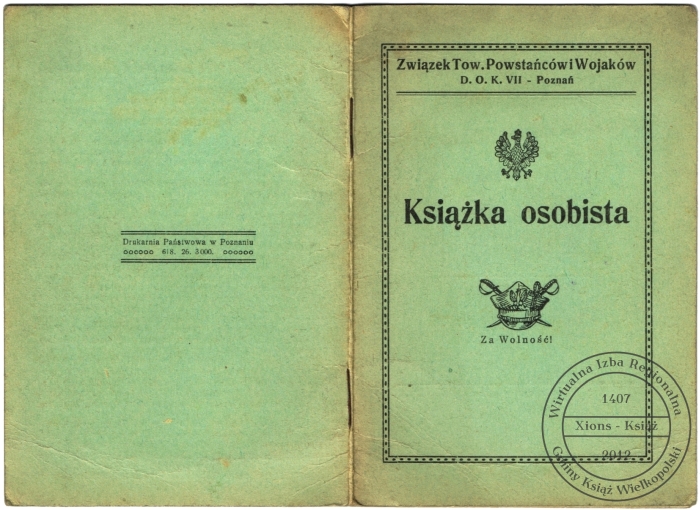 Drukarnia Państwowa w Poznaniu
618. 26. 3000.
Związek Tow. Powstańców i Wojaków
D. O. K. VII - Poznań
Książka osobista
Za Wolność!
Wirtualna Izba Regionalna
1407
Xions - Książ
2012
Gminy Książ Wielkopolski